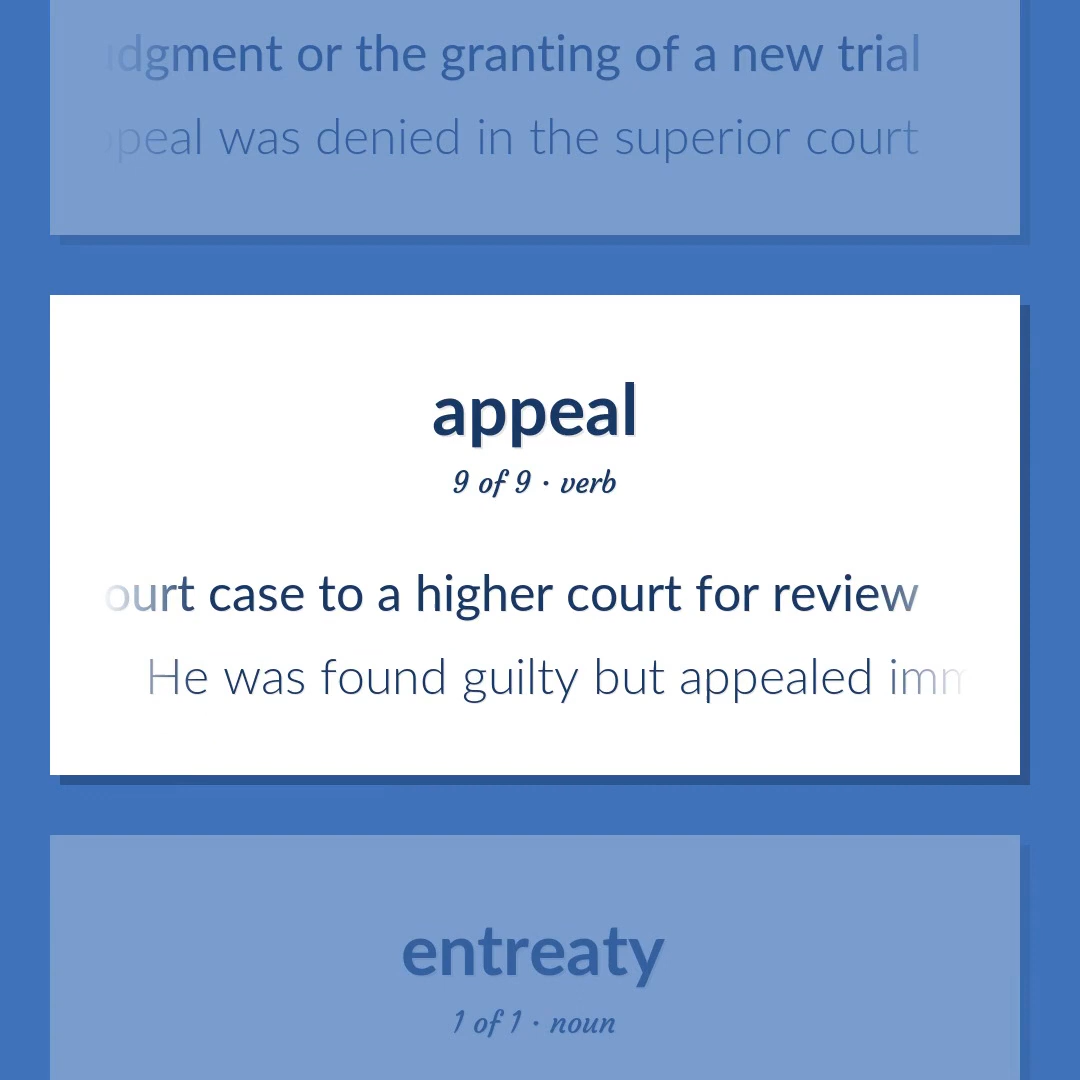 dgment or the granting of a new trial
peal was denied in the superior court
appeal
9 of 9 · verb
ourt case to a higher court for review
He was found guilty but appealed imm
entreaty
1 of 1 · noun